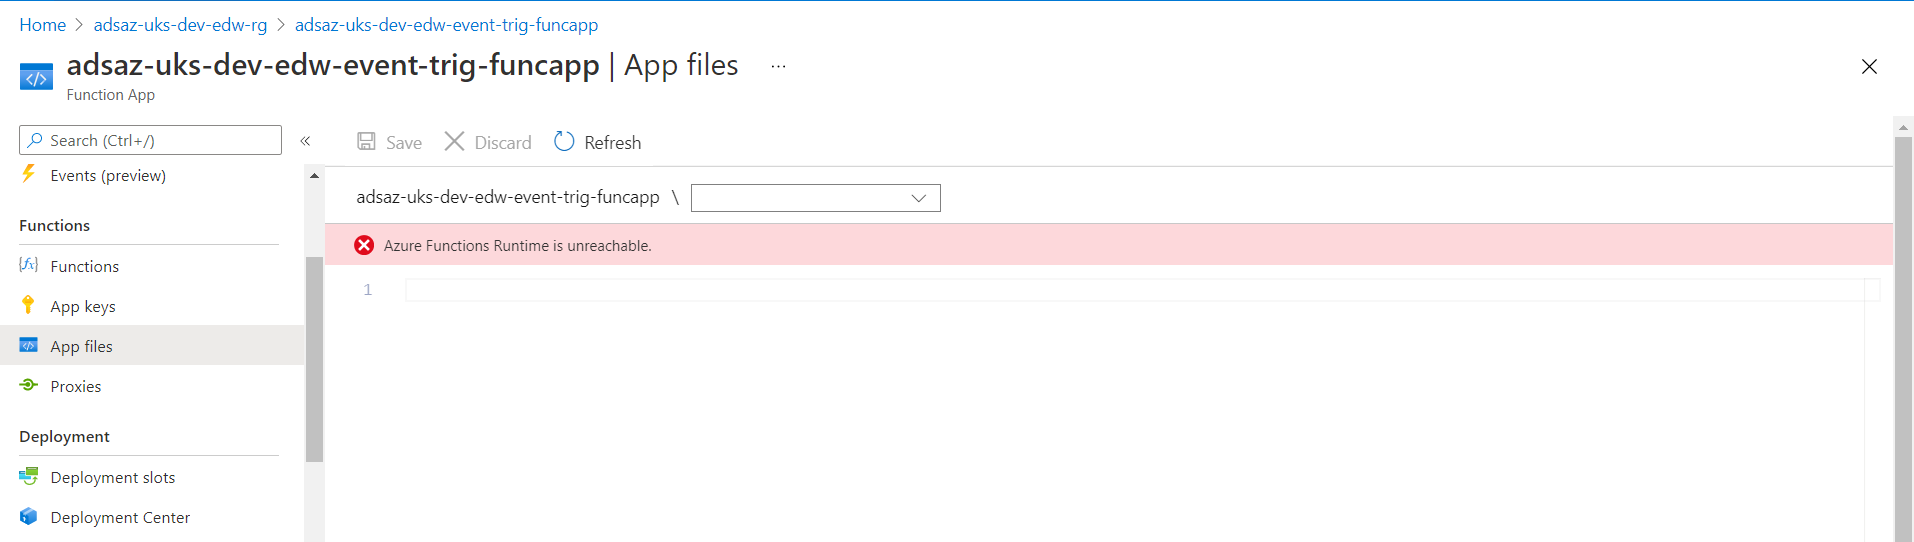 Home > adsaz-uks-dev-edw-rg > adsaz-uks-dev-edw-event-trig-funcapp
adsaz-uks-dev-edw-event-trig-funcapp | App files ...
Function App
Search (Ctrl+/) «
Save Discard Refresh
Events (preview)
adsaz-uks-dev-edw-event-trig-funcapp \
Functions
Azure Functions Runtime is unreachable.
Functions
1
App keys
App files
Proxies
Deployment
Deployment slots
Deployment Center